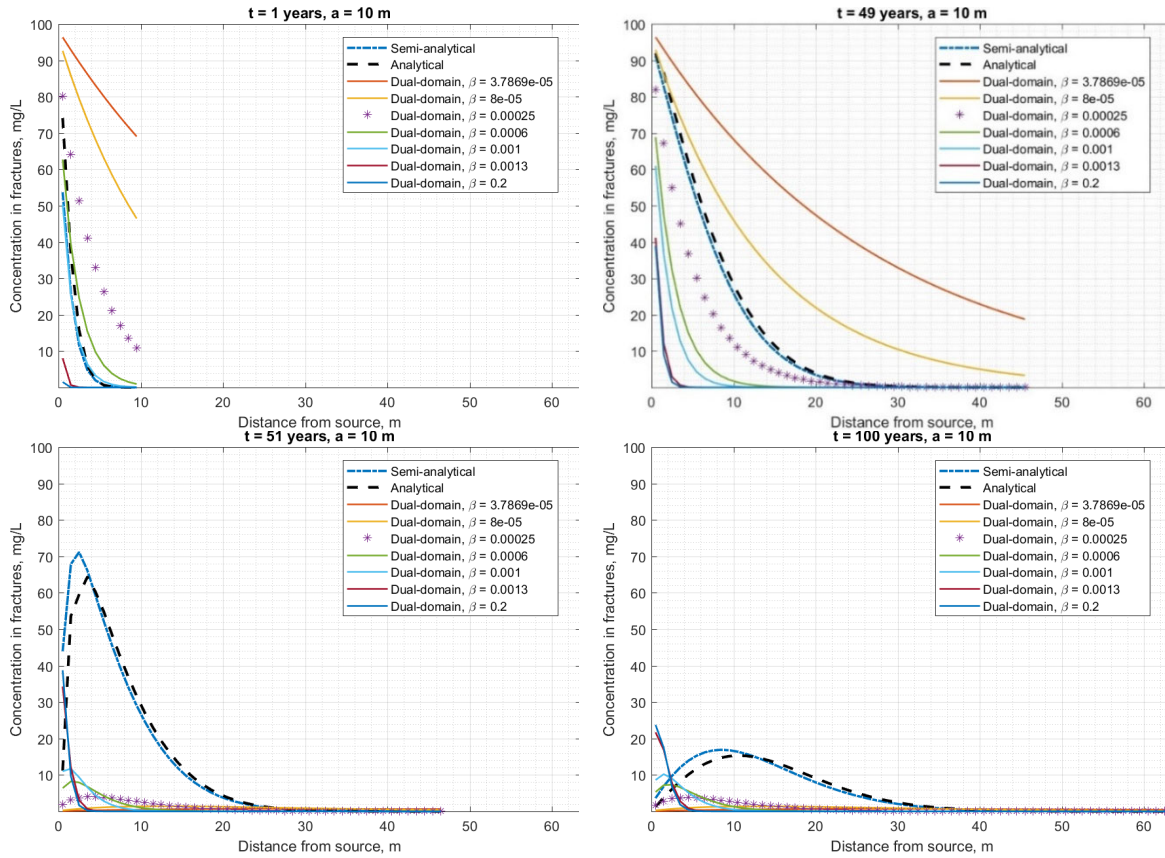 t = 1 years, a = 10 m
Concentration in fractures, mg/L
100
90
80
70
60
50
40
30
20
10
0 10 20 30 40 50 60
Distance from source, m
Semi-analytical
Analytical
Dual-domain, β = 3.7869e-05
Dual-domain, β = 8e-05
Dual-domain, β = 0.00025
Dual-domain, β = 0.0006
Dual-domain, β = 0.001
Dual-domain, β = 0.0013
Dual-domain, β = 0.2
t = 49 years, a = 10 m
Concentration in fractures, mg/L
100
90
80
70
60
50
40
30
20
10
0 10 20 30 40 50 60
Distance from source, m
Semi-analytical
Analytical
Dual-domain, β = 3.7869e-05
Dual-domain, β = 8e-05
Dual-domain, β = 0.00025
Dual-domain, β = 0.0006
Dual-domain, β = 0.001
Dual-domain, β = 0.0013
Dual-domain, β = 0.2
t = 51 years, a = 10 m
Concentration in fractures, mg/L
100
90
80
70
60
50
40
30
20
10
0 10 20 30 40 50 60
Distance from source, m
Semi-analytical
Analytical
Dual-domain, β = 3.7869e-05
Dual-domain, β = 8e-05
Dual-domain, β = 0.00025
Dual-domain, β = 0.0006
Dual-domain, β = 0.001
Dual-domain, β = 0.0013
Dual-domain, β = 0.2
t = 100 years, a = 10 m
Concentration in fractures, mg/L
100
90
80
70
60
50
40
30
20
10
0 10 20 30 40 50 60
Distance from source, m
Semi-analytical
Analytical
Dual-domain, β = 3.7869e-05
Dual-domain, β = 8e-05
Dual-domain, β = 0.00025
Dual-domain, β = 0.0006
Dual-domain, β = 0.001
Dual-domain, β = 0.0013
Dual-domain, β = 0.2